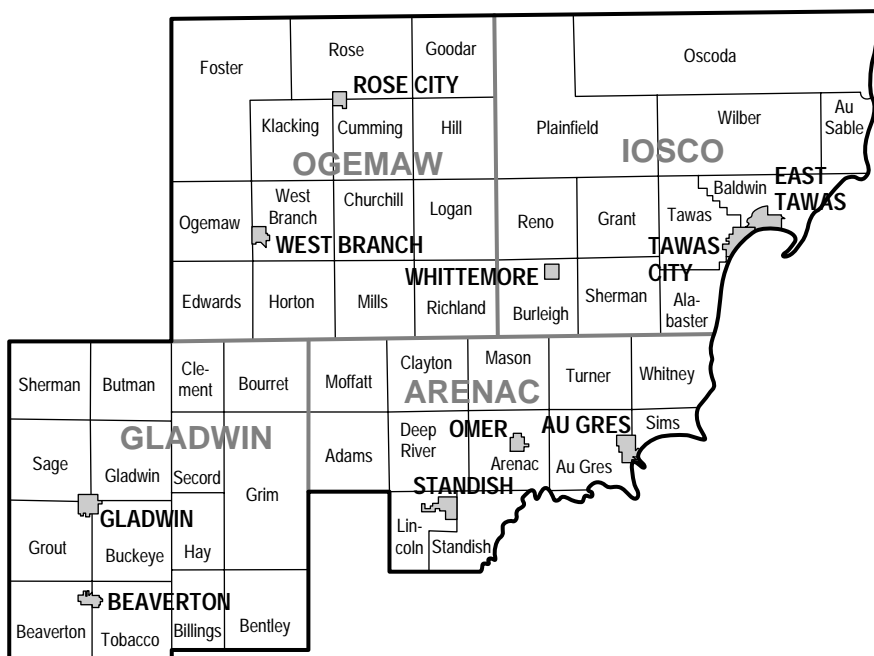 Foster
Rose
Goodar
Oscoda
ROSE CITY
Klacking
Cumming
Hill
Plainfield
Wilber
Au
Sable
OGEMAW
IOSCO
Ogemaw
West
Branch
Churchill
Logan
Reno
Grant
Tawas
Baldwin
EAST
TAWAS
WEST BRANCH
TAWAS
CITY
WHITTEMORE
Edwards
Horton
Mills
Richland
Burleigh
Sherman
Ala-
baster
Sherman
Butman
Cle-
ment
Bourret
Moffatt
Clayton
Mason
Turner
Whitney
ARENAC
GLADWIN
Sage
Gladwin
Secord
Grim
Adams
Deep
River
OMER
Arenac
AU GRES
Au Gres
Sims
STANDISH
GLADWIN
Grout
Buckeye
Hay
Lin-
coln
Standish
BEAVERTON
Beaverton
Tobacco
Billings
Bentley